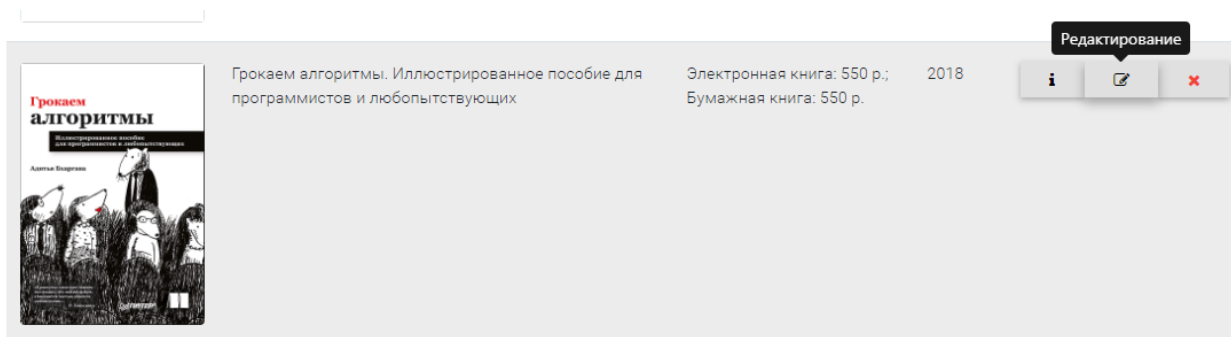 Редактирование
Грокаем алгоритмы. Иллюстрированное пособие для
программистов и любопытствующих
Электронная книга: 550 р.;
Бумажная книга: 550 р.
2018
i
Грокаем
алгоритмы
Иллюстрированное пособие
для программистов и любопытствующих
Адитья Бхаргава